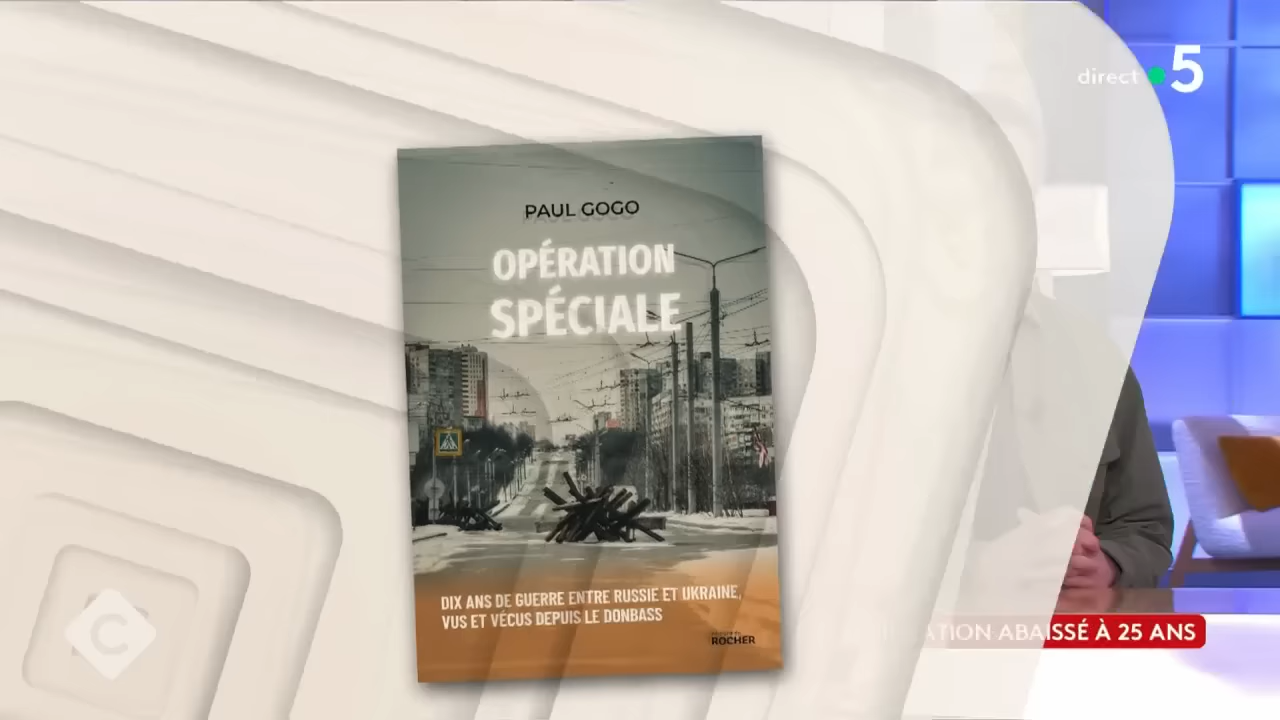 direct 5
PAUL GOGO
OPÉRATION
SPÉCIALE
DIX ANS DE GUERRE ENTRE RUSSIE ET UKRAINE,
VUS ET VÉCUS DEPUIS LE DONBASS
ROCHER
ABAISSÉ À 25 ANS
C